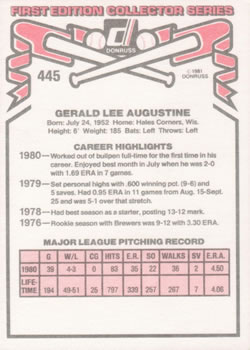 FIRST EDITION COLLECTOR SERIES
DONRUSS
445
© 1981
DONRUSS
GERALD LEE AUGUSTINE
Born: July 24, 1952 Home: Hales Corners, Wis.
Height: 6' Weight: 185 Bats: Left Throws: Left
CAREER HIGHLIGHTS
1980—Worked out of bullpen full-time for the first time in his
career. Enjoyed best month in July when he was 2-0
with 1.69 ERA in 7 games.
1979—Set personal highs with .600 winning pct. (9-6) and
5 saves. Had 0.95 ERA in 11 games from Aug. 15-Sept.
25 and was 5-1 over that stretch.
1978—Had best season as a starter, posting 13-12 mark.
1976—Rookie season with Brewers was 9-12 with 3.30 ERA.
MAJOR LEAGUE PITCHING RECORD
G W/L CG HITS ER SO WALKS SV E.R.A.
1980 39 4-3 0 83 35 22 36 2 4.50
LIFE-TIME 194 49-51 25 797 339 267 7 4.06